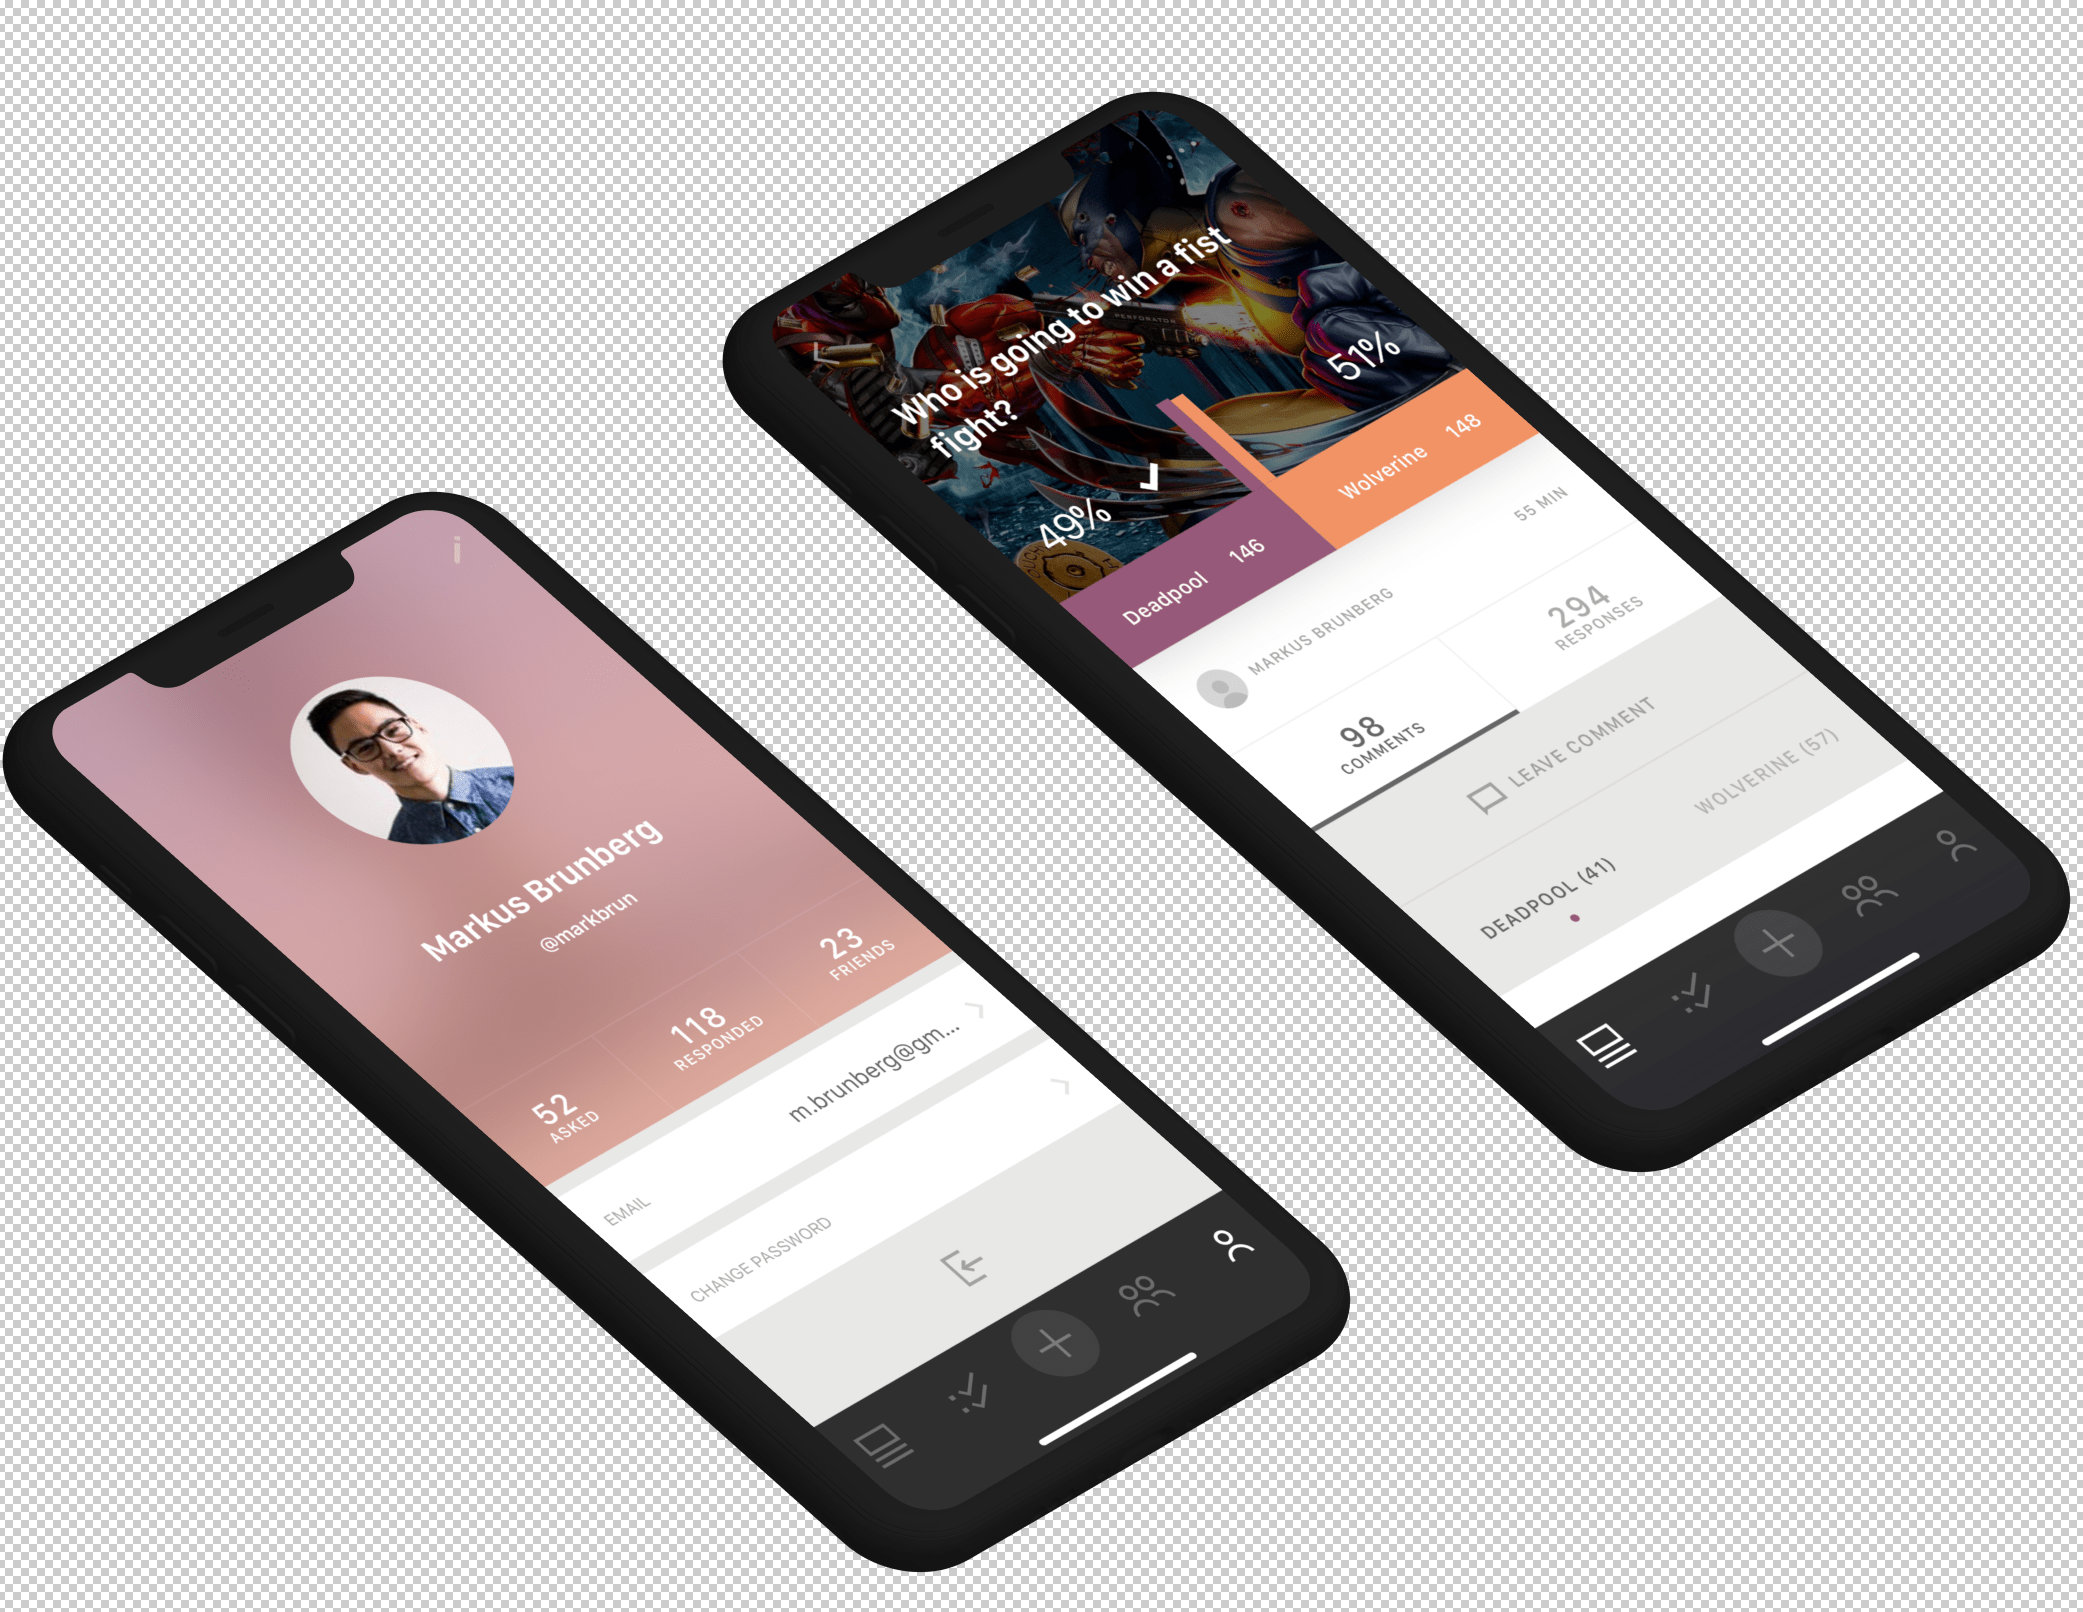 i
Markus Brunberg
@markbrun
52
ASKED
118
RESPONDED
23
FRIENDS
EMAIL
m.brunberg@gm...
CHANGE PASSWORD
PERFORATOR
Who is going to win a fist
fight?
49%
51%
OUCH
Deadpool 146
Wolverine 148
MARKUS BRUNBERG
55 MIN
98
COMMENTS
294
RESPONSES
LEAVE COMMENT
DEADPOOL (41)
WOLVERINE (57)